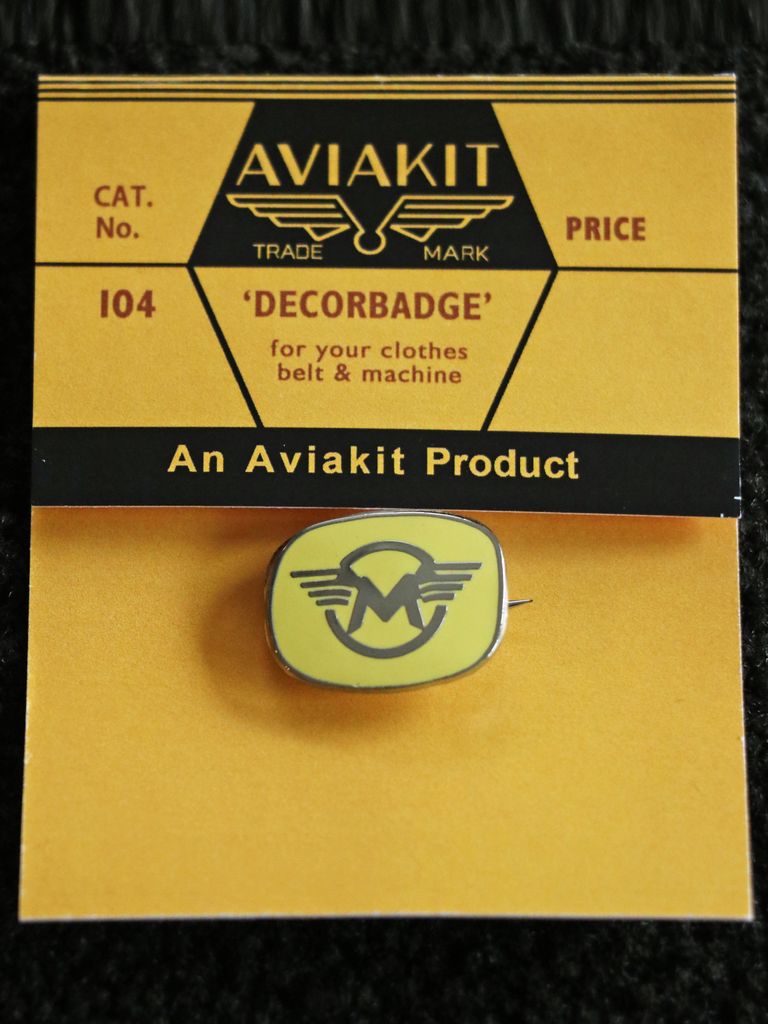 AVIAKIT
TRADE MARK
CAT.
No.
PRICE
104
'DECORBADGE'
for your clothes
belt & machine
An Aviakit Product
M